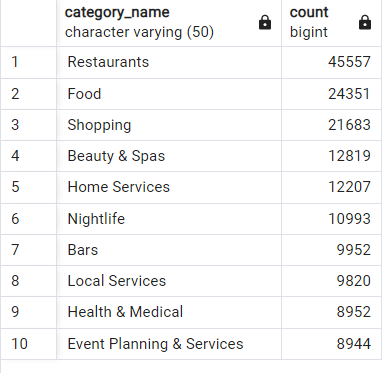 category_name count
character varying (50) bigint
1 Restaurants 45557
2 Food 24351
3 Shopping 21683
4 Beauty & Spas 12819
5 Home Services 12207
6 Nightlife 10993
7 Bars 9952
8 Local Services 9820
9 Health & Medical 8952
10 Event Planning & Services 8944